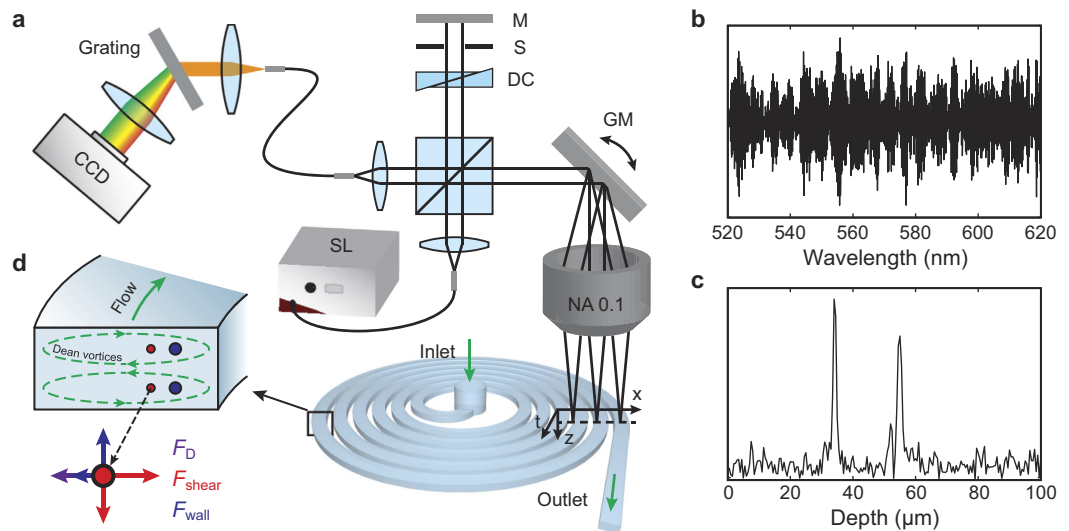 a
Grating
CCD
M
S
DC
GM
SL
NA 0.1
Inlet
Outlet
x
t
z
b
520 540 560 580 600 620
Wavelength (nm)
c
0 20 40 60 80 100
Depth (µm)
d
Flow
Dean vortices
F_D
F_shear
F_wall